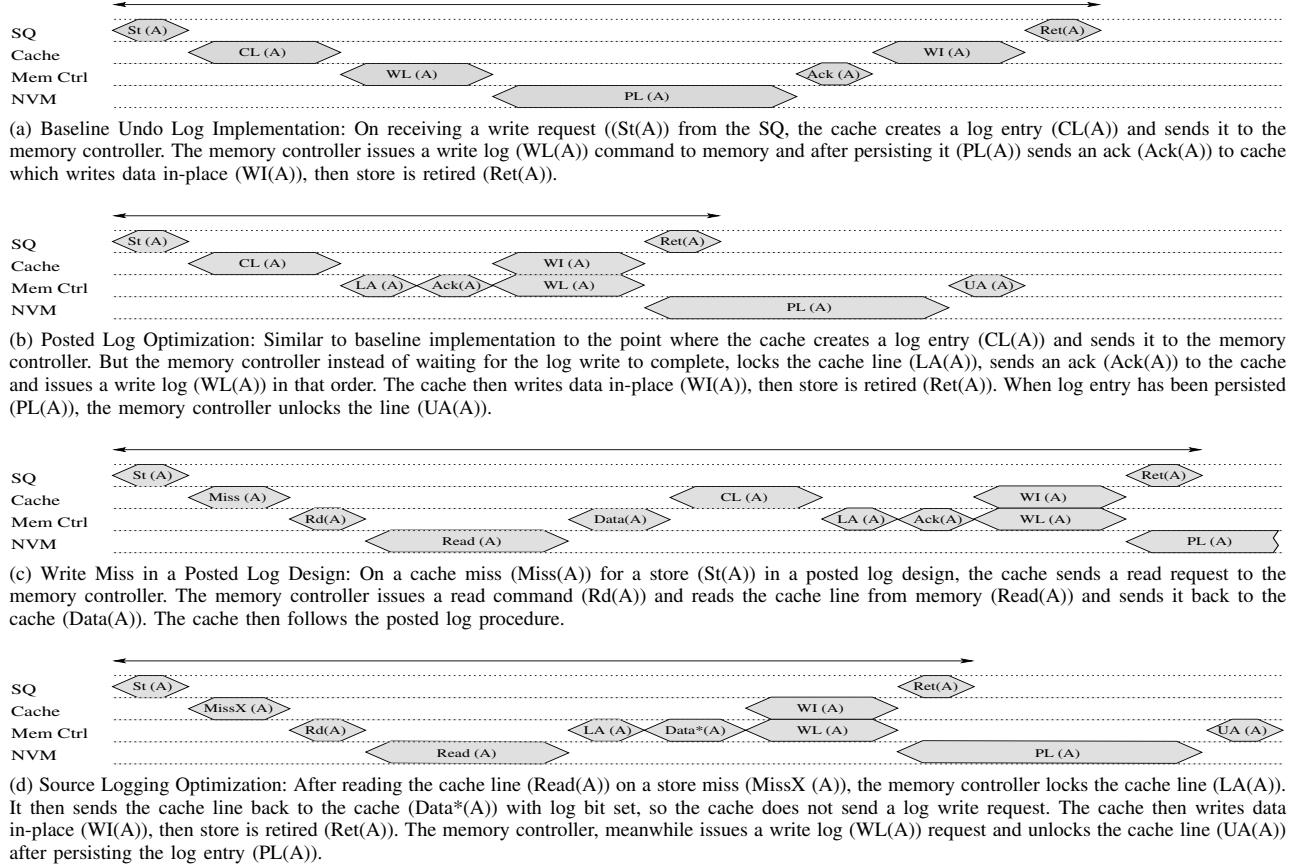 SQ St (A) Ret(A)
Cache CL (A) WI (A)
Mem Ctrl WL (A) Ack (A)
NVM PL (A)
(a) Baseline Undo Log Implementation: On receiving a write request ((St(A)) from the SQ, the cache creates a log entry (CL(A)) and sends it to the
memory controller. The memory controller issues a write log (WL(A)) command to memory and after persisting it (PL(A)) sends an ack (Ack(A)) to cache
which writes data in-place (WI(A)), then store is retired (Ret(A)).
SQ St (A) Ret(A)
Cache CL (A) WI (A)
Mem Ctrl LA (A) Ack(A) WL (A) UA (A)
NVM PL (A)
(b) Posted Log Optimization: Similar to baseline implementation to the point where the cache creates a log entry (CL(A)) and sends it to the memory
controller. But the memory controller instead of waiting for the log write to complete, locks the cache line (LA(A)), sends an ack (Ack(A)) to the cache
and issues a write log (WL(A)) in that order. The cache then writes data in-place (WI(A)), then store is retired (Ret(A)). When log entry has been persisted
(PL(A)), the memory controller unlocks the line (UA(A)).
SQ St (A) Ret(A)
Cache Miss (A) CL (A) WI (A)
Mem Ctrl Rd(A) Data(A) LA (A) Ack(A) WL (A)
NVM Read (A) PL (A)
(c) Write Miss in a Posted Log Design: On a cache miss (Miss(A)) for a store (St(A)) in a posted log design, the cache sends a read request to the
memory controller. The memory controller issues a read command (Rd(A)) and reads the cache line from memory (Read(A)) and sends it back to the
cache (Data(A)). The cache then follows the posted log procedure.
SQ St (A) Ret(A)
Cache MissX (A) WI (A)
Mem Ctrl Rd(A) LA (A) Data*(A) WL (A) UA (A)
NVM Read (A) PL (A)
(d) Source Logging Optimization: After reading the cache line (Read(A)) on a store miss (MissX (A)), the memory controller locks the cache line (LA(A)).
It then sends the cache line back to the cache (Data*(A)) with log bit set, so the cache does not send a log write request. The cache then writes data
in-place (WI(A)), then store is retired (Ret(A)). The memory controller, meanwhile issues a write log (WL(A)) request and unlocks the cache line (UA(A))
after persisting the log entry (PL(A)).